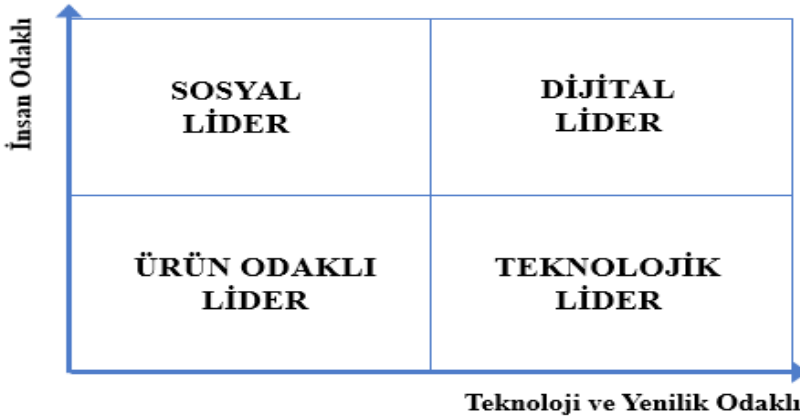 İnsan Odaklı
SOSYAL
LİDER
DİJİTAL
LİDER
ÜRÜN ODAKLI
LİDER
TEKNOLOJİK
LİDER
Teknoloji ve Yenilik Odaklı